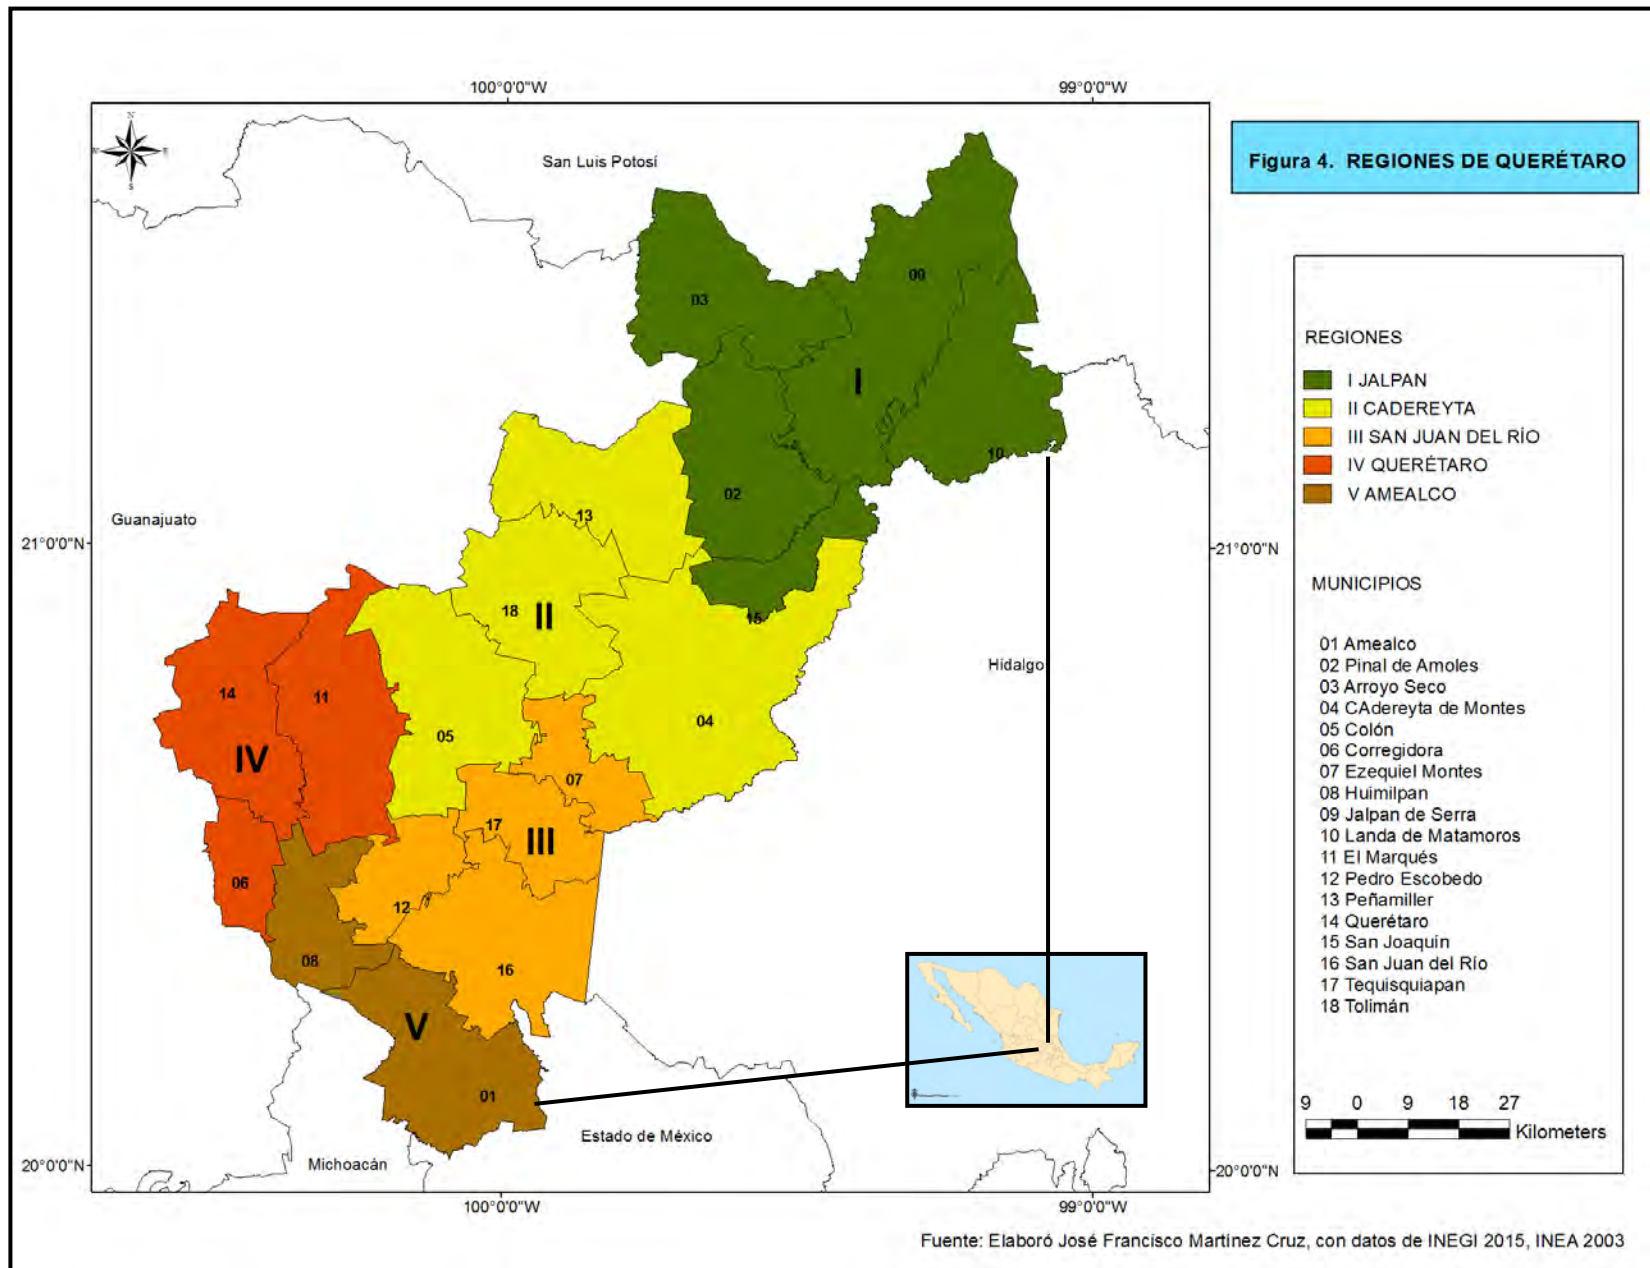 100°0'0"W
99°0'0"W
N
W
E
S
San Luis Potosí
Figura 4. REGIONES DE QUERÉTARO
09
03
I
10
02
13
Guanajuato
21°0'0"N
21°0'0"N
18
II
15
Hidalgo
14
11
04
05
IV
07
17
III
06
12
08
16
V
01
Estado de México
Michoacán
20°0'0"N
20°0'0"N
100°0'0"W
99°0'0"W
REGIONES
I JALPAN
II CADEREYTA
III SAN JUAN DEL RÍO
IV QUERÉTARO
V AMEALCO
MUNICIPIOS
01 Amealco
02 Pinal de Amoles
03 Arroyo Seco
04 CAdereyta de Montes
05 Colón
06 Corregidora
07 Ezequiel Montes
08 Huimilpan
09 Jalpan de Serra
10 Landa de Matamoros
11 El Marqués
12 Pedro Escobedo
13 Peñamiller
14 Querétaro
15 San Joaquín
16 San Juan del Río
17 Tequisquiapan
18 Tolimán
9 0 9 18 27
Kilometers
Fuente: Elaboró José Francisco Martínez Cruz, con datos de INEGI 2015, INEA 2003